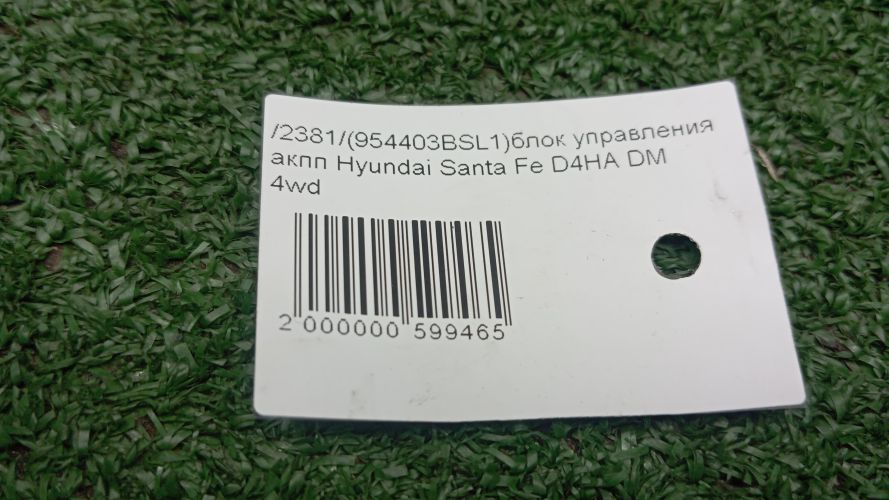 /2381/(954403BSL1)блок управления
акпп Hyundai Santa Fe D4HA DM
4wd
2 000000 599465